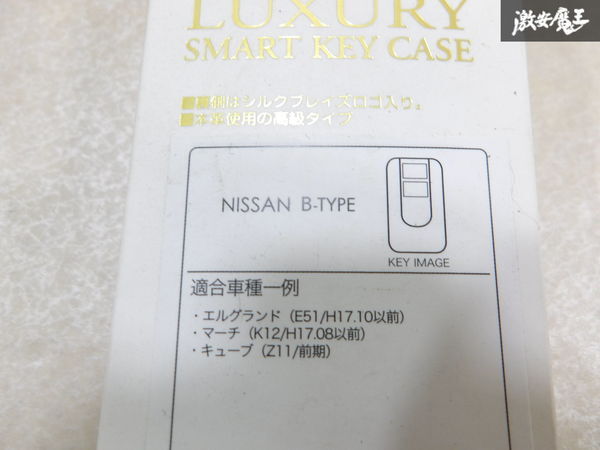 激安魔王
LUXURY
SMART KEY CASE
■裏側はシルクブレイズロゴ入り。
■本革使用の高級タイプ
NISSAN B-TYPE
KEY IMAGE
適合車種一例
・エルグランド（E51/H17.10以前）
・マーチ（K12/H17.08以前）
・キューブ（Z11/前期）